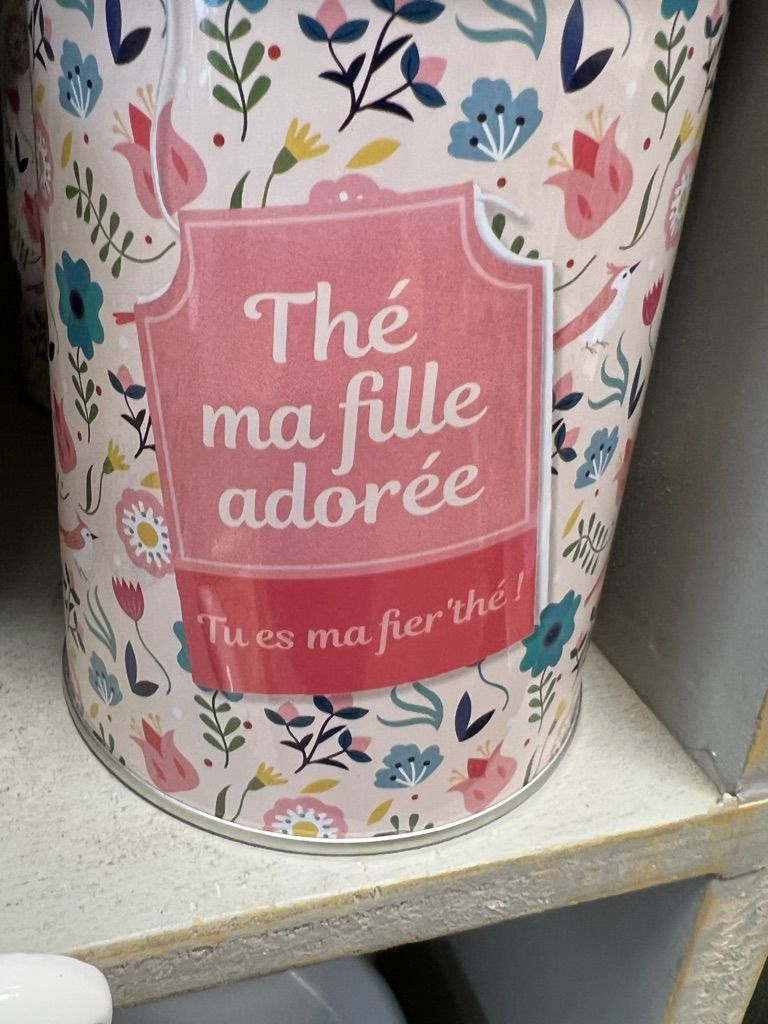 Thé
ma fille
adorée
Tu es ma fier'thé !